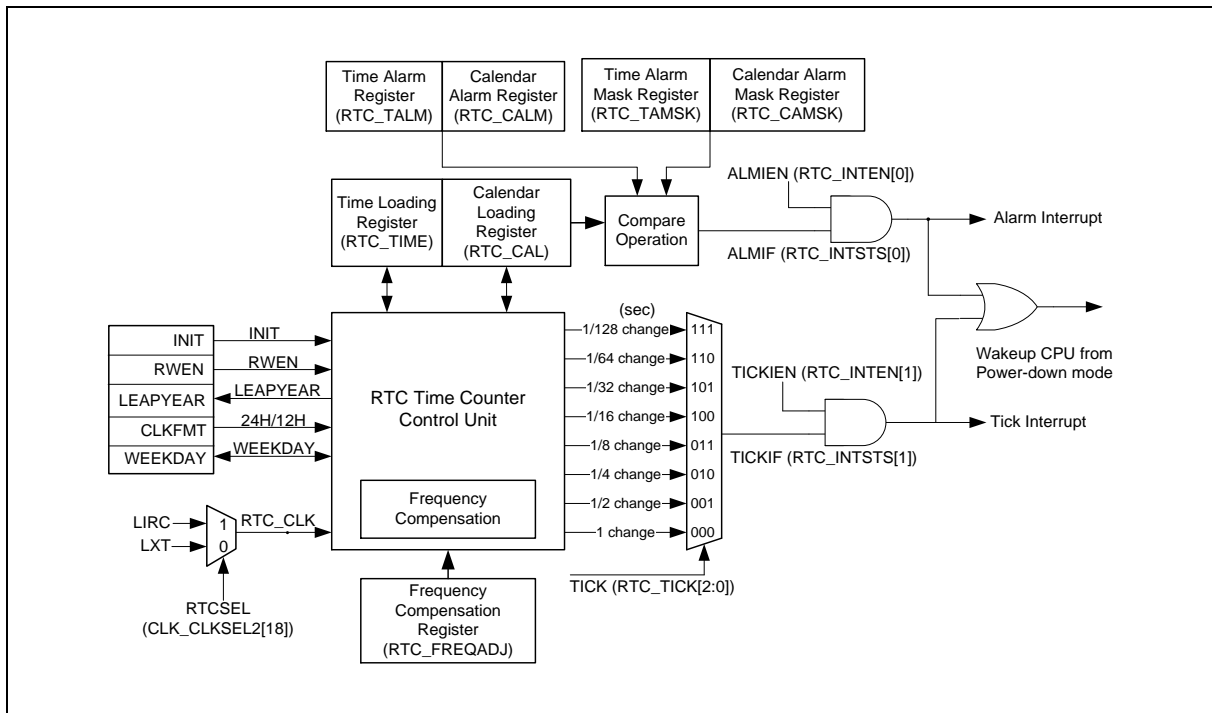 Time Alarm
Register
(RTC_TALM)
Calendar
Alarm Register
(RTC_CALM)
Time Alarm
Mask Register
(RTC_TAMSK)
Calendar Alarm
Mask Register
(RTC_CAMSK)
Time Loading
Register
(RTC_TIME)
Calendar
Loading
Register
(RTC_CAL)
Compare
Operation
ALMIEN (RTC_INTEN[0])
ALMIF (RTC_INTSTS[0])
Alarm Interrupt
INIT
RWEN
LEAPYEAR
CLKFMT
WEEKDAY
INIT
RWEN
LEAPYEAR
24H/12H
WEEKDAY
RTC Time Counter
Control Unit
Frequency
Compensation
(sec)
1/128 change
1/64 change
1/32 change
1/16 change
1/8 change
1/4 change
1/2 change
1 change
111
110
101
100
011
010
001
000
TICKIEN (RTC_INTEN[1])
TICKIF (RTC_INTSTS[1])
Wakeup CPU from
Power-down mode
Tick Interrupt
LIRC
LXT
1
0
RTC_CLK
RTCSEL
(CLK_CLKSEL2[18])
Frequency
Compensation
Register
(RTC_FREQADJ)
TICK (RTC_TICK[2:0])